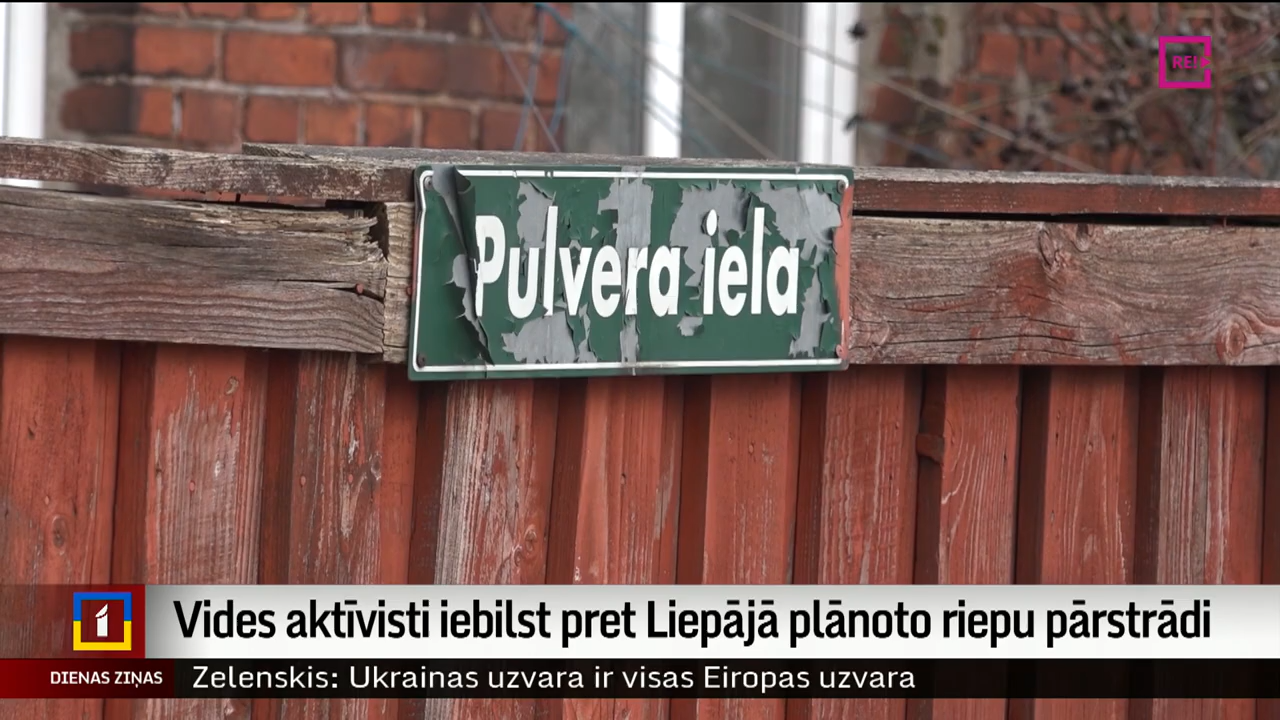 RE!
Pulvera iela
1
Vides aktīvisti iebilst pret Liepājā plānoto riepu pārstrādi
DIENAS ZIŅAS
Zelenskis: Ukrainas uzvara ir visas Eiropas uzvara